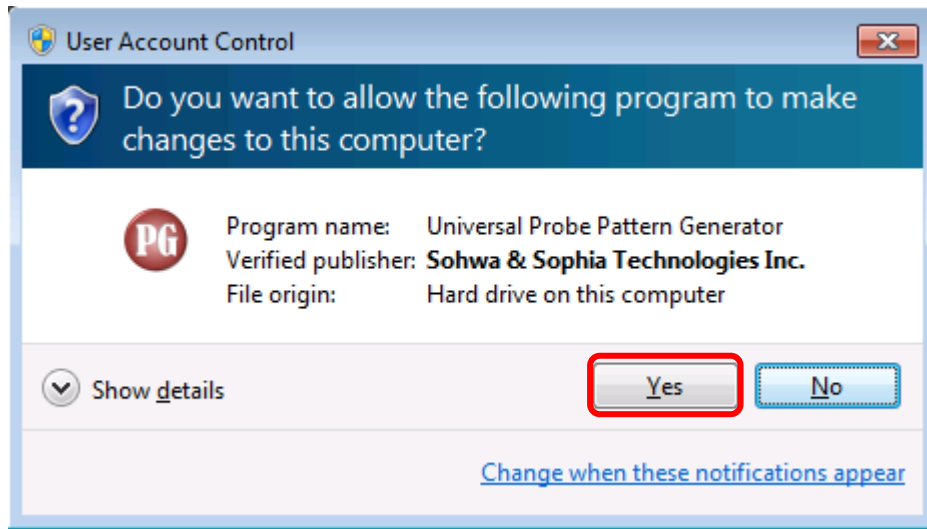 User Account Control
Do you want to allow the following program to make
changes to this computer?
PG
Program name: Universal Probe Pattern Generator
Verified publisher: Sohwa & Sophia Technologies Inc.
File origin: Hard drive on this computer
Show details
Yes
No
Change when these notifications appear